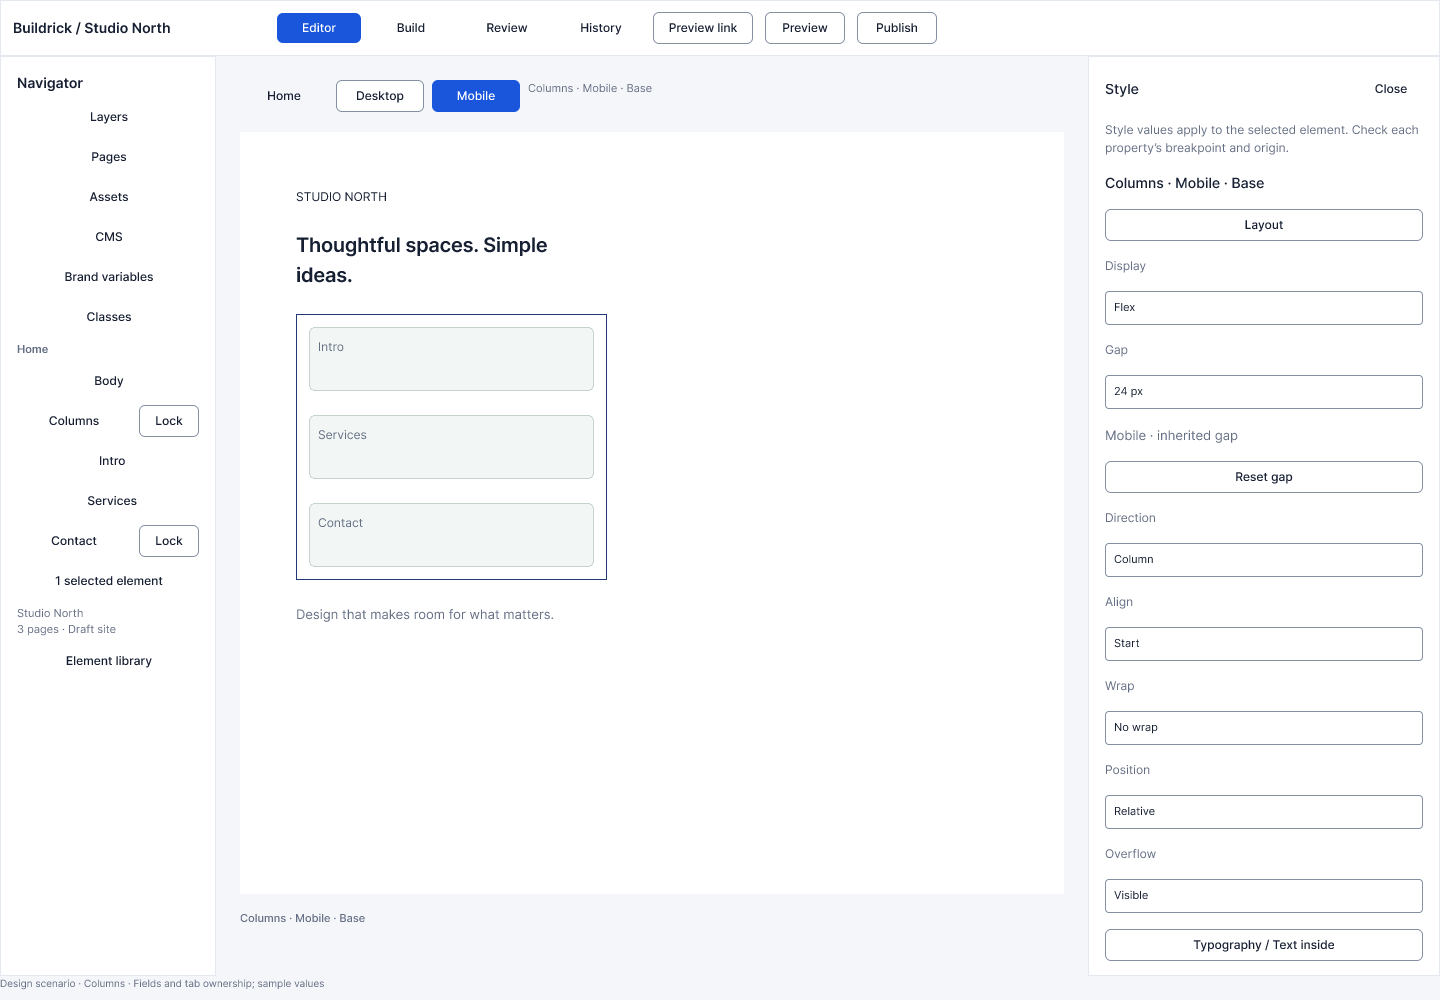 Buildrick / Studio North
Editor
Build
Review
History
Preview link
Preview
Publish
Navigator
Layers
Pages
Assets
CMS
Brand variables
Classes
Home
Body
Columns
Lock
Intro
Services
Contact
Lock
1 selected element
Studio North
3 pages · Draft site
Element library
Home
Desktop
Mobile
Columns · Mobile · Base
STUDIO NORTH
Thoughtful spaces. Simple
ideas.
Intro
Services
Contact
Design that makes room for what matters.
Columns · Mobile · Base
Style
Close
Style values apply to the selected element. Check each
property’s breakpoint and origin.
Columns · Mobile · Base
Layout
Display
Flex
Gap
24 px
Mobile · inherited gap
Reset gap
Direction
Column
Align
Start
Wrap
No wrap
Position
Relative
Overflow
Visible
Typography / Text inside
Design scenario · Columns · Fields and tab ownership; sample values